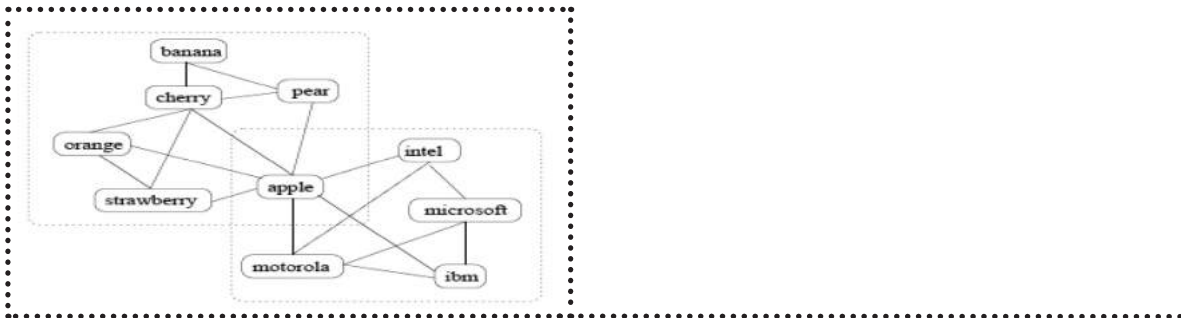 banana
cherry
pear
orange
intel
apple
strawberry
microsoft
motorola
ibm